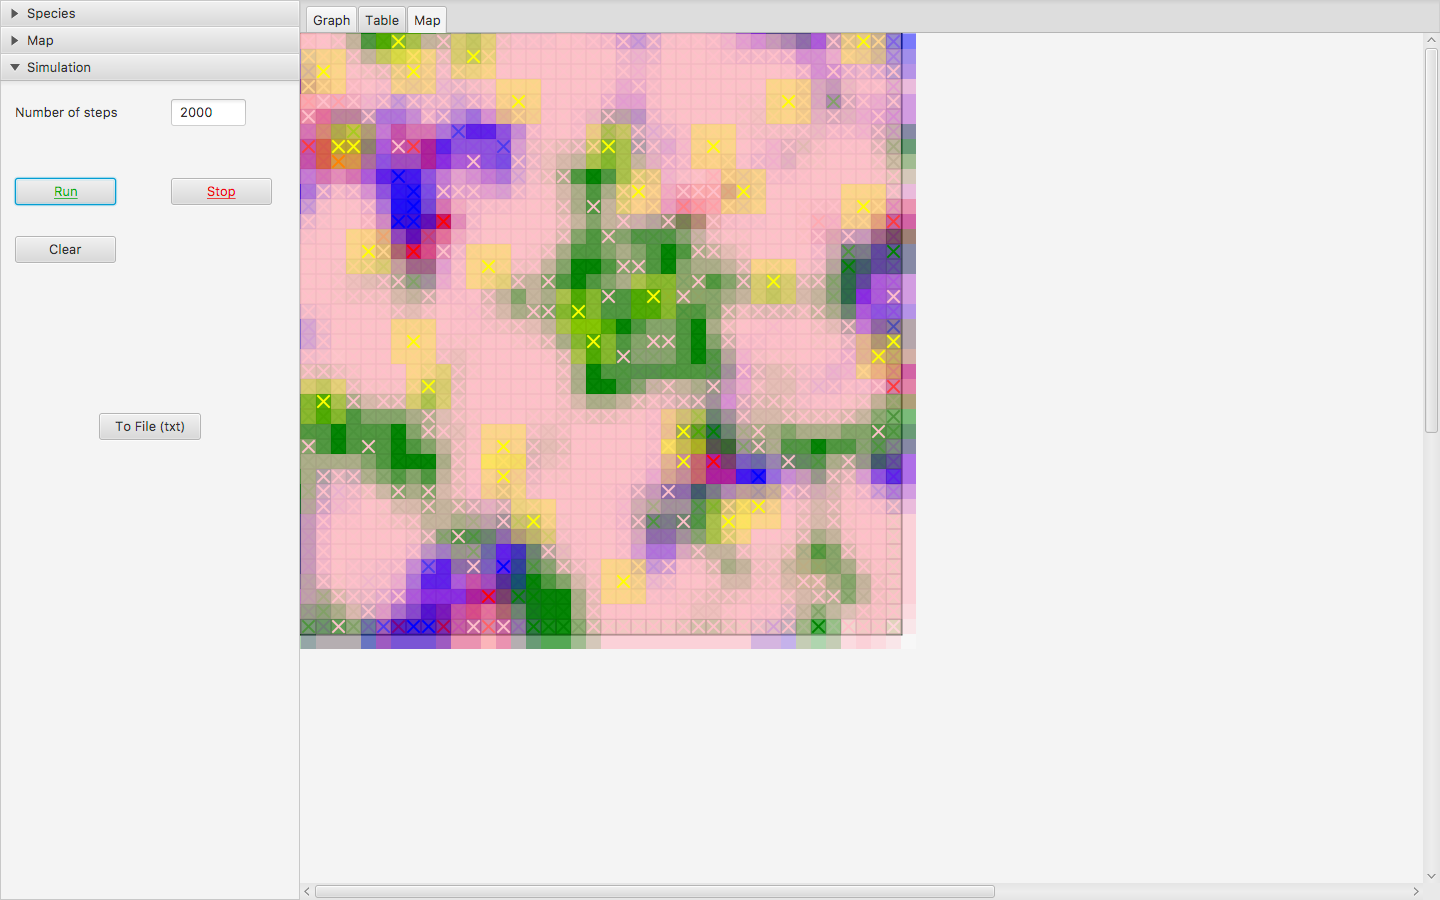 Species
Map
Simulation
Number of steps
2000
Run
Stop
Clear
To File (txt)
Graph
Table
Map